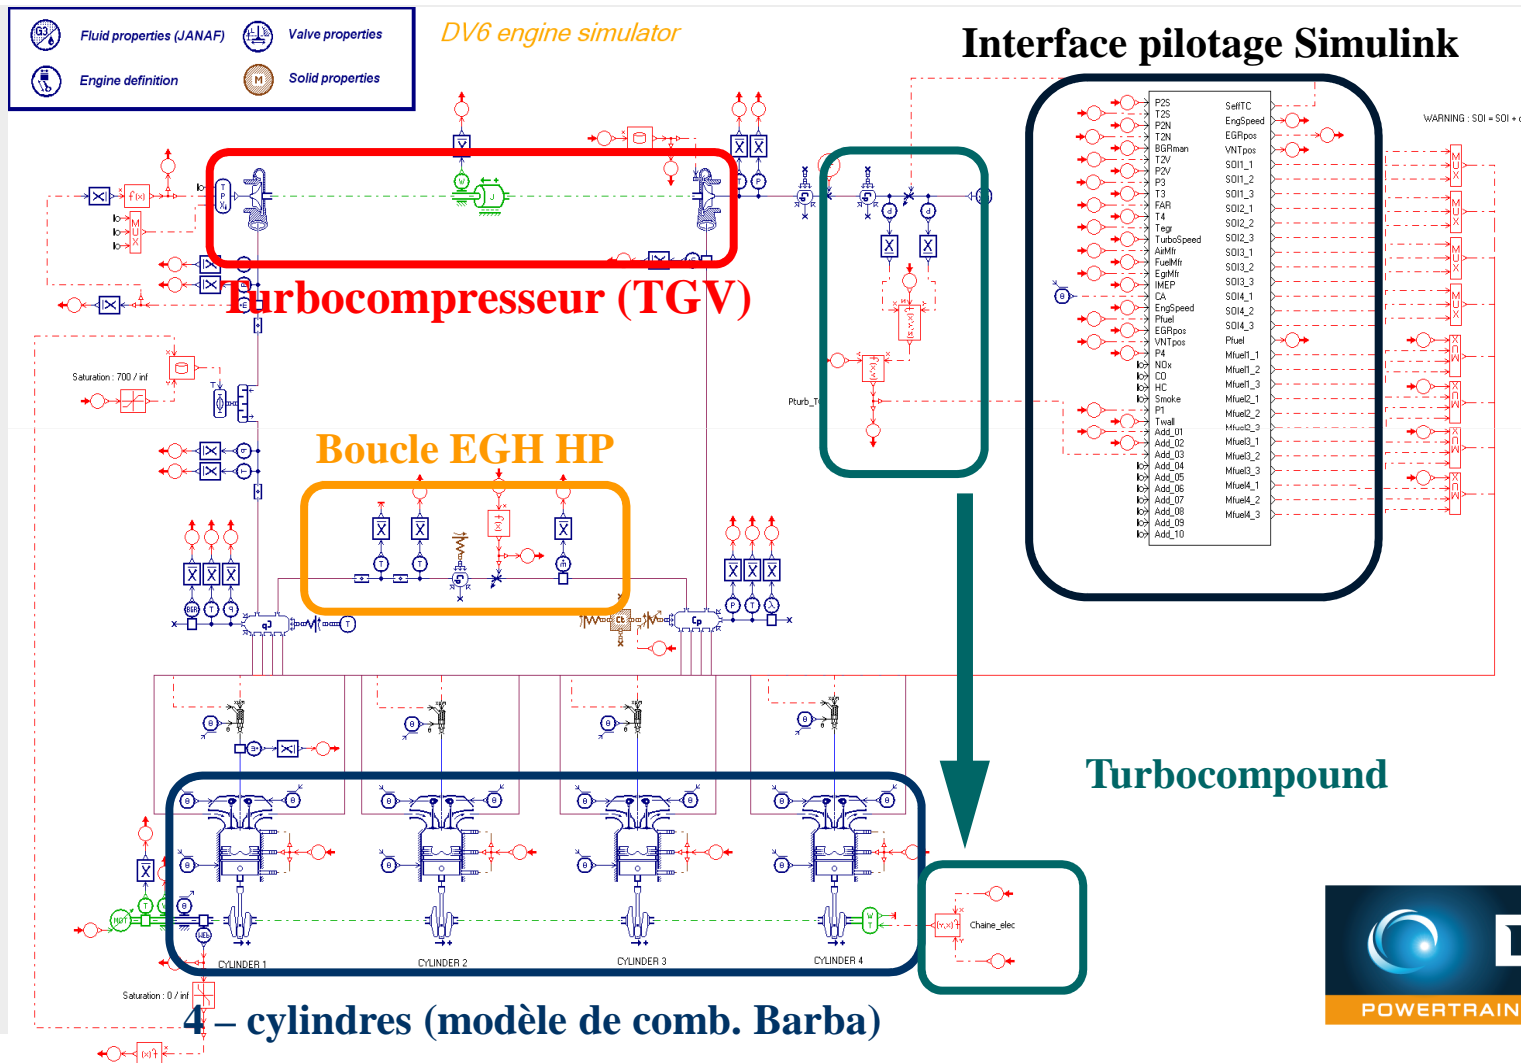 Fluid properties (JANAF)
Valve properties
Engine definition
Solid properties
DV6 engine simulator
Interface pilotage Simulink
WARNING : SOI = SOI +
Turbocompresseur (TGV)
Boucle EGH HP
Saturation : 700 / inf
P2S
T2S
P2N
T2N
BGRman
T2V
P2V
P3
T3
FAR
T4
Tegr
TurboSpeed
AirMfr
FuelMfr
EgrMfr
IMEP
CA
EngSpeed
Pfuel
EGRpos
VNTpos
P4
NOx
CO
HC
Smoke
P1
Twall
Add_01
Add_02
Add_03
Add_04
Add_05
Add_06
Add_07
Add_08
Add_09
Add_10
SeffTC
EngSpeed
EGRpos
VNTpos
SOI1_1
SOI1_2
SOI1_3
SOI2_1
SOI2_2
SOI2_3
SOI3_1
SOI3_2
SOI3_3
SOI4_1
SOI4_2
SOI4_3
Pfuel
Mfuel1_1
Mfuel1_2
Mfuel1_3
Mfuel2_1
Mfuel2_2
Mfuel2_3
Mfuel3_1
Mfuel3_2
Mfuel3_3
Mfuel4_1
Mfuel4_2
Mfuel4_3
Turbocompound
Chaine_elec
CYLINDER 1
CYLINDER 2
CYLINDER 3
CYLINDER 4
Saturation : 0 / inf
4 – cylindres (modèle de comb. Barba)
POWERTRAIN